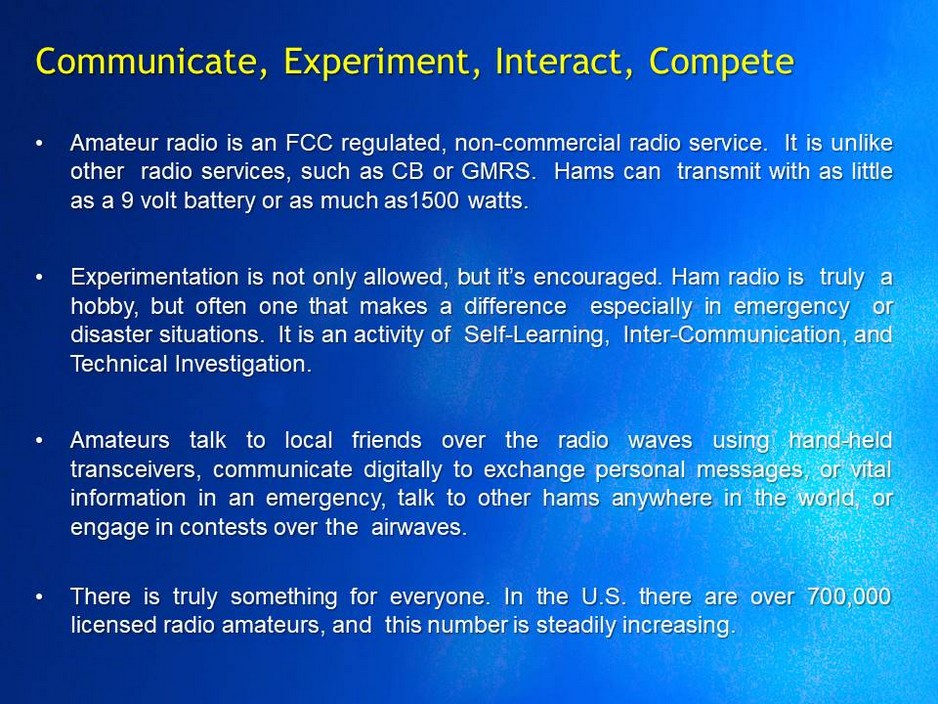 Communicate, Experiment, Interact, Compete
• Amateur radio is an FCC regulated, non-commercial radio service.  It is unlike
other  radio services, such as CB or GMRS.  Hams can  transmit with as little
as a 9 volt battery or as much as1500 watts.
• Experimentation is not only allowed, but it’s encouraged. Ham radio is  truly  a
hobby, but often one that makes a difference  especially in emergency  or
disaster situations.  It is an activity of  Self-Learning,  Inter-Communication, and
Technical Investigation.
• Amateurs talk to local friends over the radio waves using hand-held
transceivers, communicate digitally to exchange personal messages, or vital
information in an emergency, talk to other hams anywhere in the world, or
engage in contests over the  airwaves.
• There is truly something for everyone. In the U.S. there are over 700,000
licensed radio amateurs, and  this number is steadily increasing.